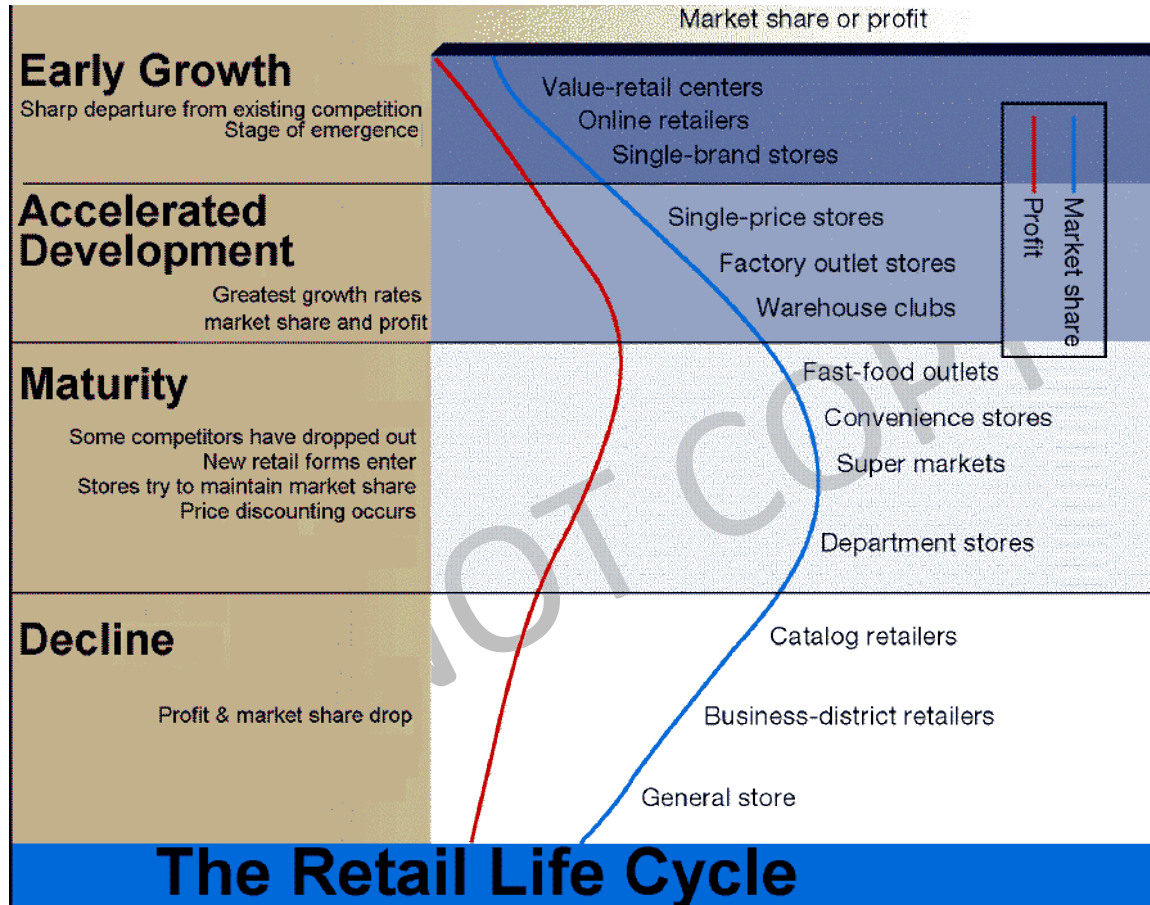 Market share or profit
Early Growth
Sharp departure from existing competition
Stage of emergence
Value-retail centers
Online retailers
Single-brand stores
Market share
Profit
Accelerated
Development
Greatest growth rates
market share and profit
Single-price stores
Factory outlet stores
Warehouse clubs
Maturity
Some competitors have dropped out
New retail forms enter
Stores try to maintain market share
Price discounting occurs
Fast-food outlets
Convenience stores
Super markets
Department stores
NOT COPY
Decline
Profit & market share drop
Catalog retailers
Business-district retailers
General store
The Retail Life Cycle